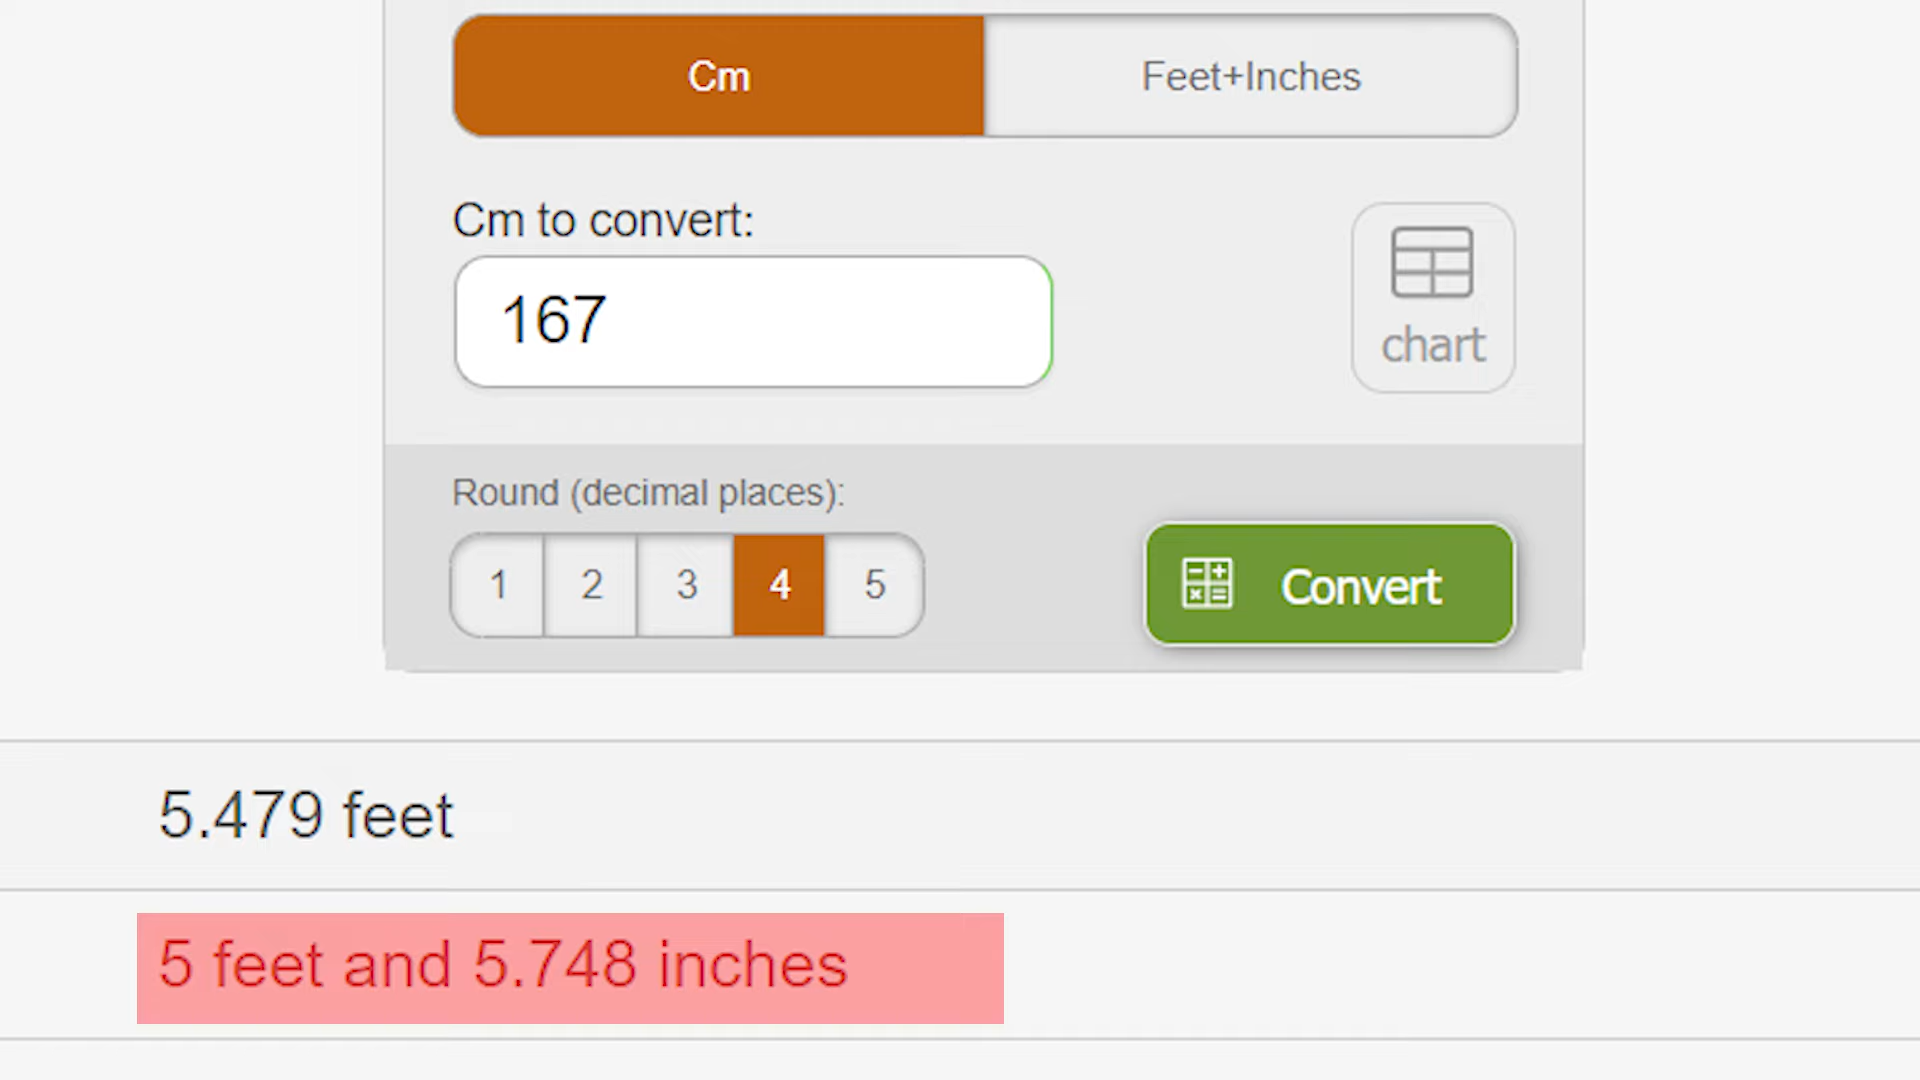 Cm
Feet+Inches
Cm to convert:
167
chart
Round (decimal places):
1 2 3 4 5
Convert
5.479 feet
5 feet and 5.748 inches